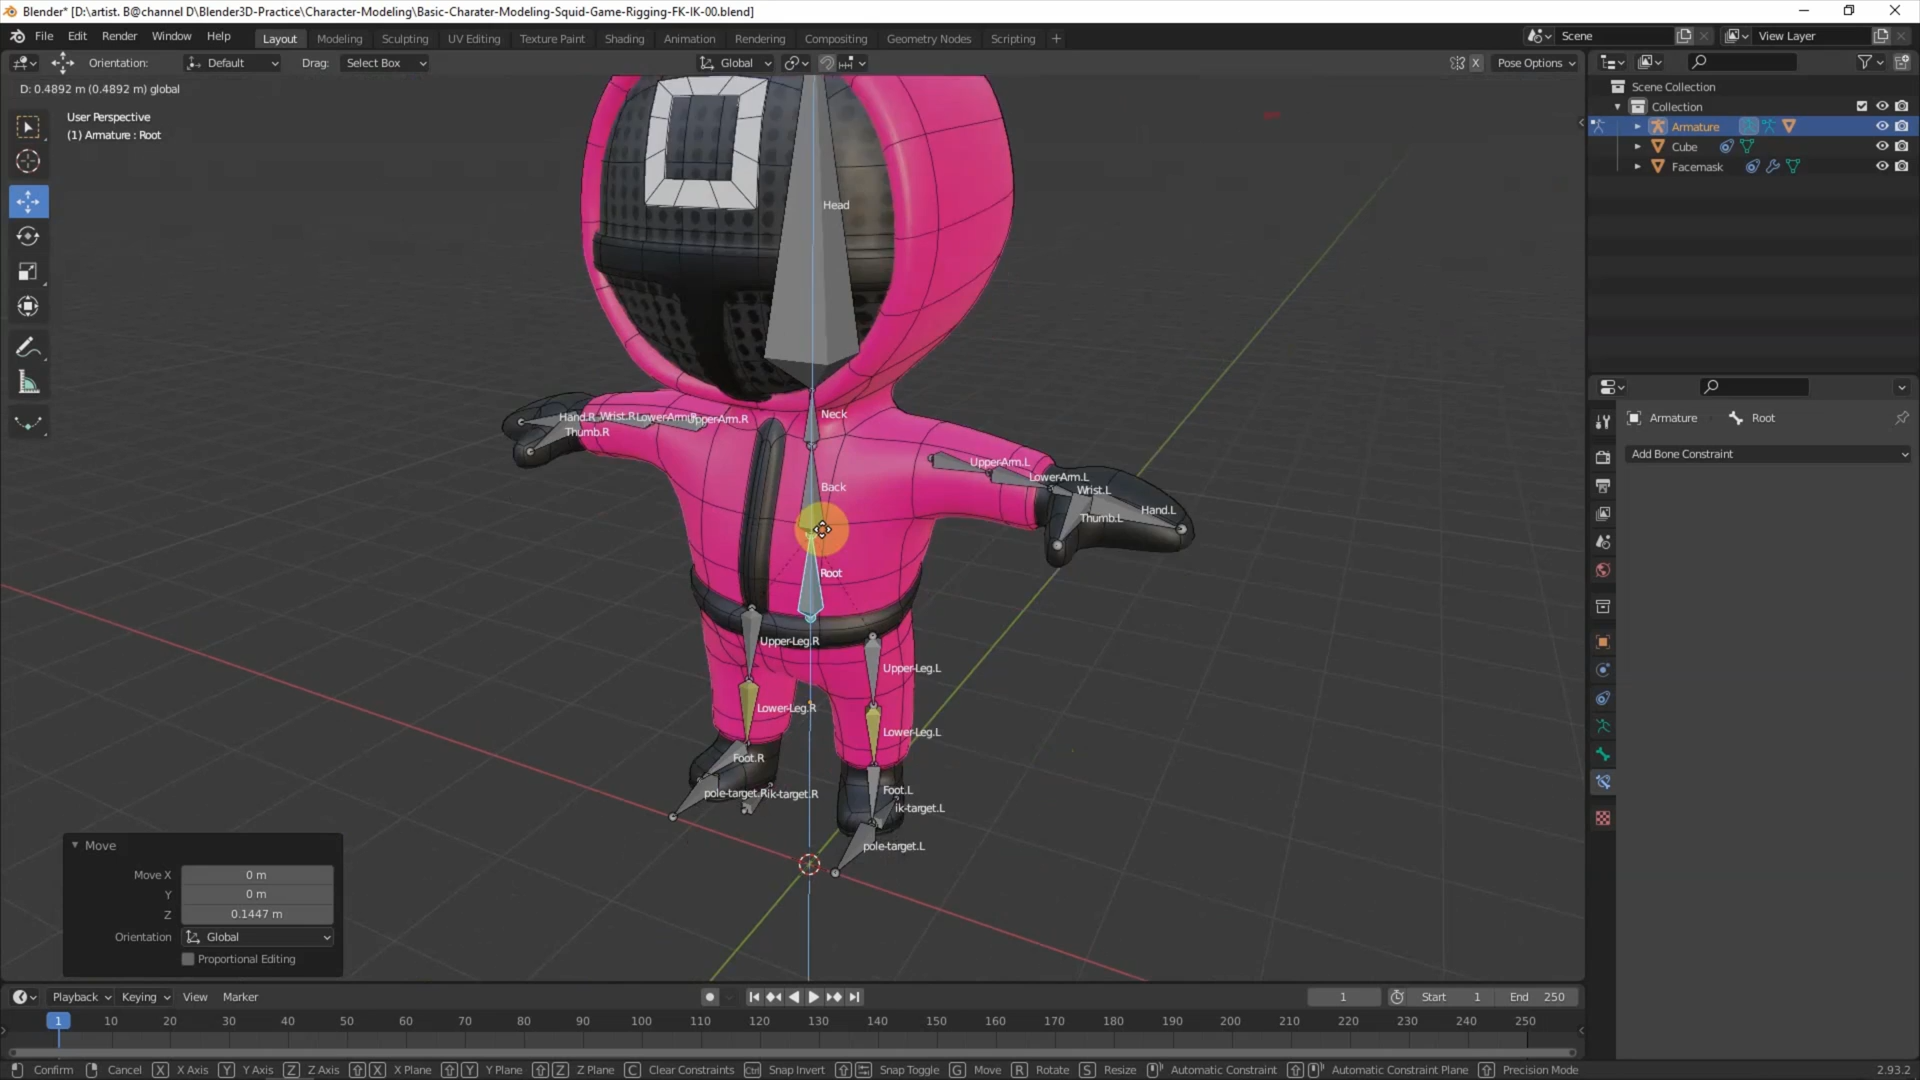 Blender* [D:\artist. B@channel D\Blender3D-Practice\Character-Modeling\Basic-Charater-Modeling-Squid-Game-Rigging-FK-IK-00.blend]
File Edit Render Window Help Layout Modeling Sculpting UV Editing Texture Paint Shading Animation Rendering Compositing Geometry Nodes Scripting + Scene View Layer
Orientation: Default Drag: Select Box Global X Pose Options
D: 0.4892 m (0.4892 m) global
User Perspective
(1) Armature : Root
Scene Collection
Collection
Armature
Cube
Facemask
Head
Neck
Hand.R
Wrist.R
LowerArm.R
UpperArm.R
Thumb.R
Back
UpperArm.L
LowerArm.L
Wrist.L
Hand.L
Thumb.L
Root
Upper-Leg.R
Upper-Leg.L
Lower-Leg.R
Lower-Leg.L
Foot.R
Foot.L
pole-target.R
ik-target.R
ik-target.L
pole-target.L
Armature Root
Add Bone Constraint
Move
Move X 0 m
Y 0 m
Z 0.1447 m
Orientation Global
Proportional Editing
Playback Keying View Marker 1 Start 1 End 250
1 10 20 30 40 50 60 70 80 90 100 110 120 130 140 150 160 170 180 190 200 210 220 230 240 250
Confirm Cancel X X Axis Y Y Axis Z Z Axis X X Plane Y Y Plane Z Z Plane C Clear Constraints Ctrl Snap Invert Snap Toggle G Move R Rotate S Resize Automatic Constraint Automatic Constraint Plane Precision Mode 2.93.2